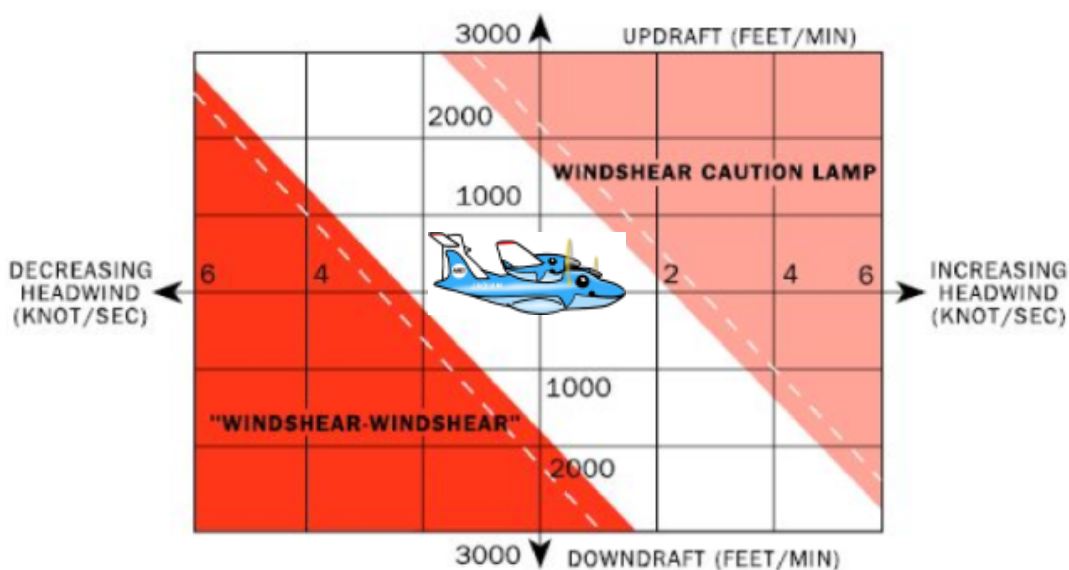 3000 UPDRAFT (FEET/MIN)
2000
WINDSHEAR CAUTION LAMP
1000
DECREASING
HEADWIND
(KNOT/SEC)
6 4 2 4 6
INCREASING
HEADWIND
(KNOT/SEC)
1000
"WINDSHEAR-WINDSHEAR"
2000
3000 DOWNDRAFT (FEET/MIN)